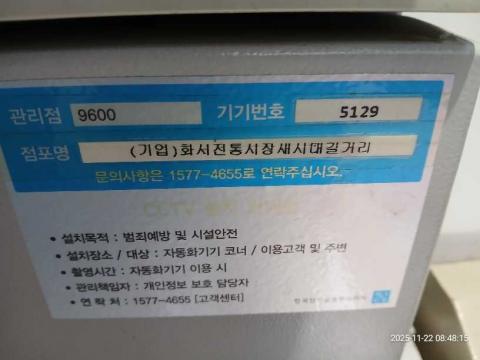 관리점 9600 기기번호 5129
점포명 (기업)화서전통시장새시대길거리
문의사항은 1577-4655로 연락주십시오.
CCTV
• 설치목적 : 범죄예방 및 시설안전
• 설치장소 / 대상 : 자동화기기 코너 / 이용고객 및 주변
• 촬영시간 : 자동화기기 이용 시
• 관리책임자 : 개인정보 보호 담당자
• 연 락 처 : 1577-4655 [고객센터]
2025-11-22 08:48:15